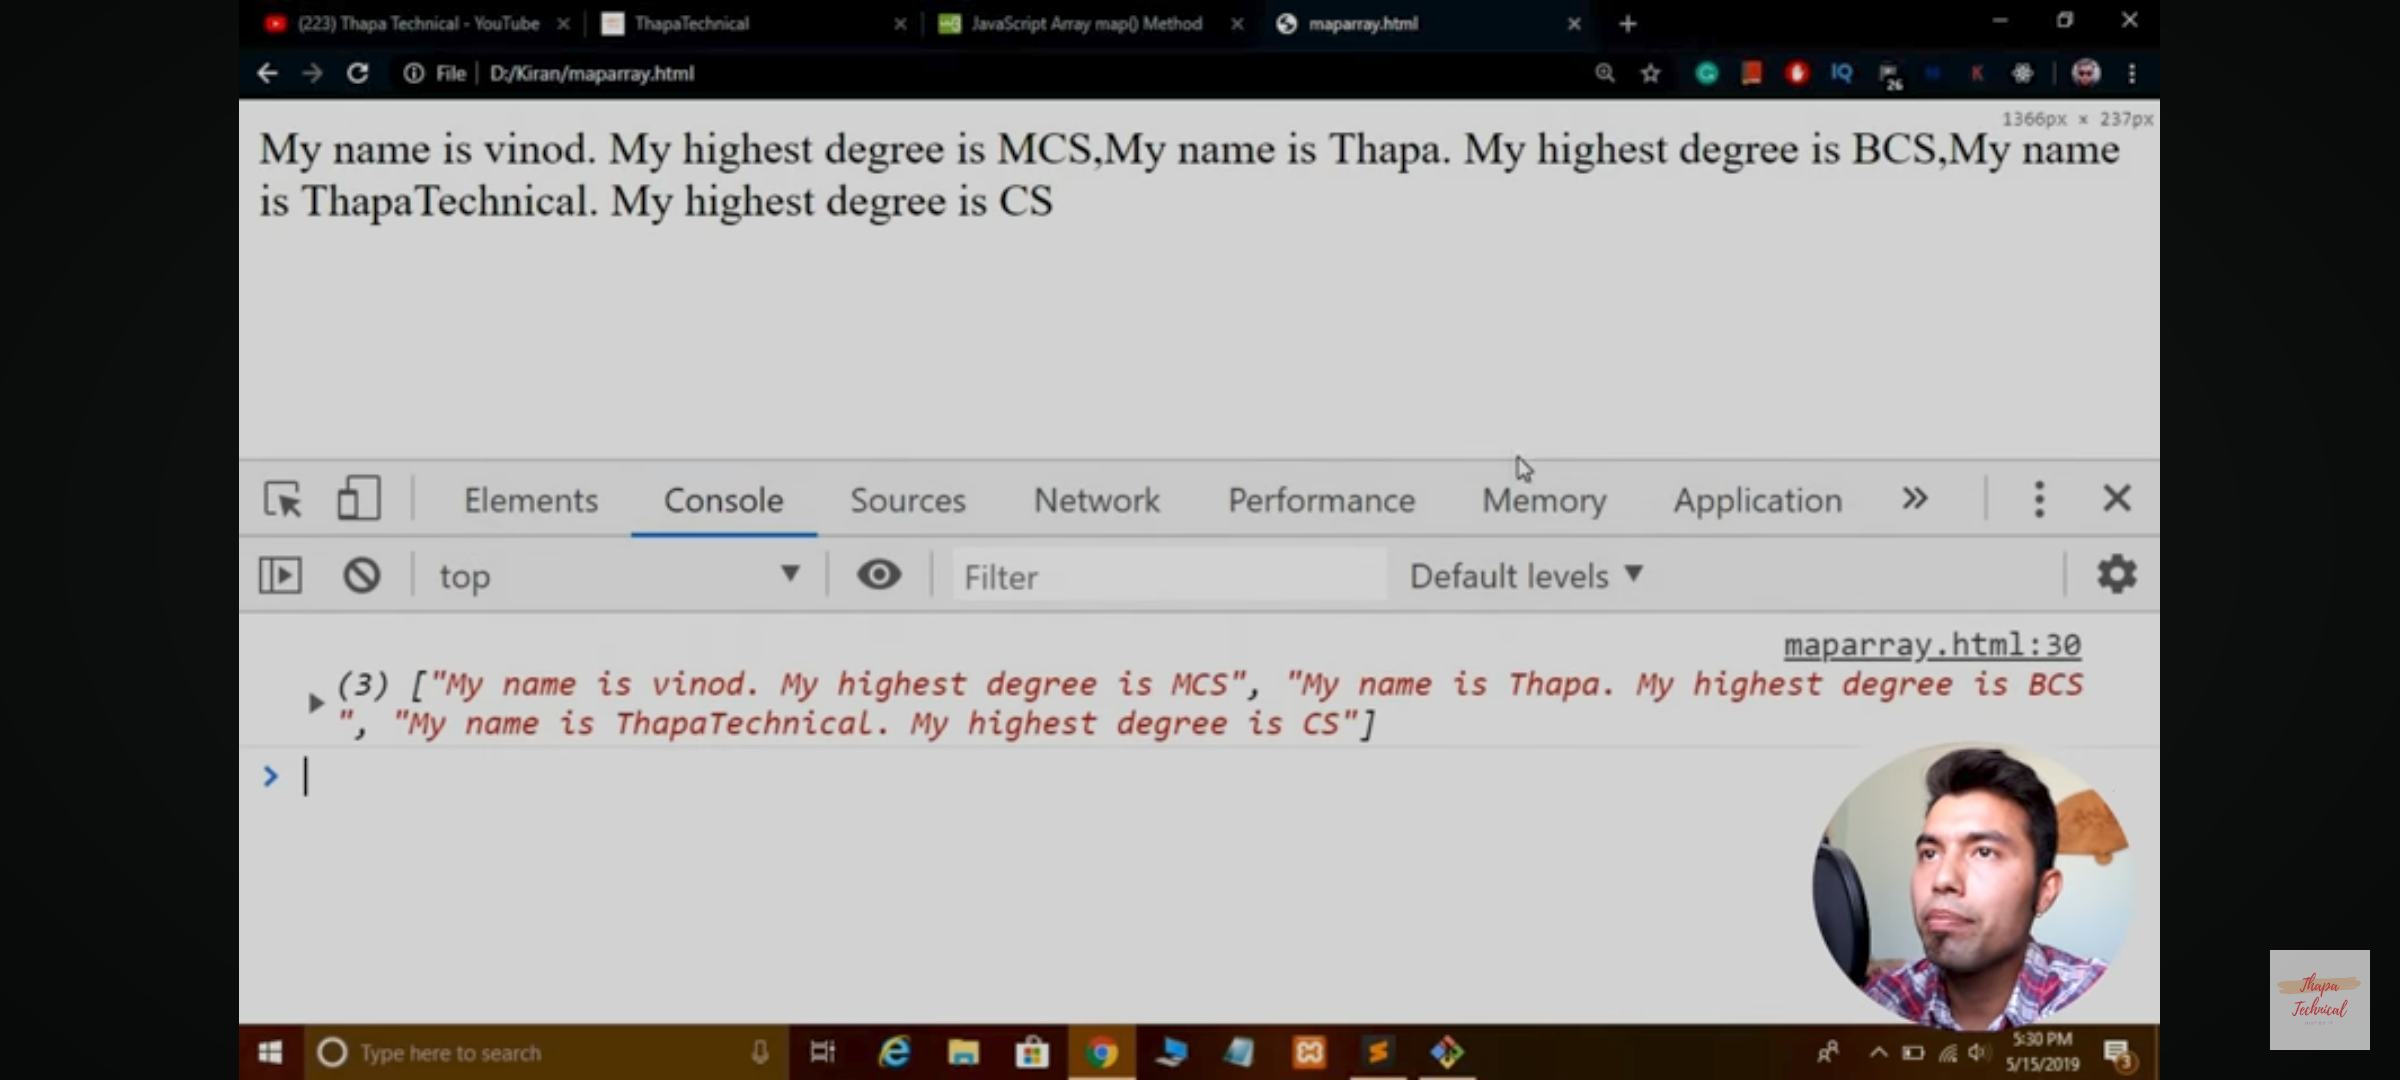 (223) Thapa Technical - YouTube
ThapaTechnical
JavaScript Array map() Method
maparray.html
File
D:/Kiran/maparray.html
IQ
26
K
1366px × 237px
My name is vinod. My highest degree is MCS,My name is Thapa. My highest degree is BCS,My name
is ThapaTechnical. My highest degree is CS
Elements
Console
Sources
Network
Performance
Memory
Application
top
Filter
Default levels
maparray.html:30
(3) ["My name is vinod. My highest degree is MCS", "My name is Thapa. My highest degree is BCS
", "My name is ThapaTechnical. My highest degree is CS"]
Thapa
Technical
Type here to search
5:30 PM
5/15/2019
3